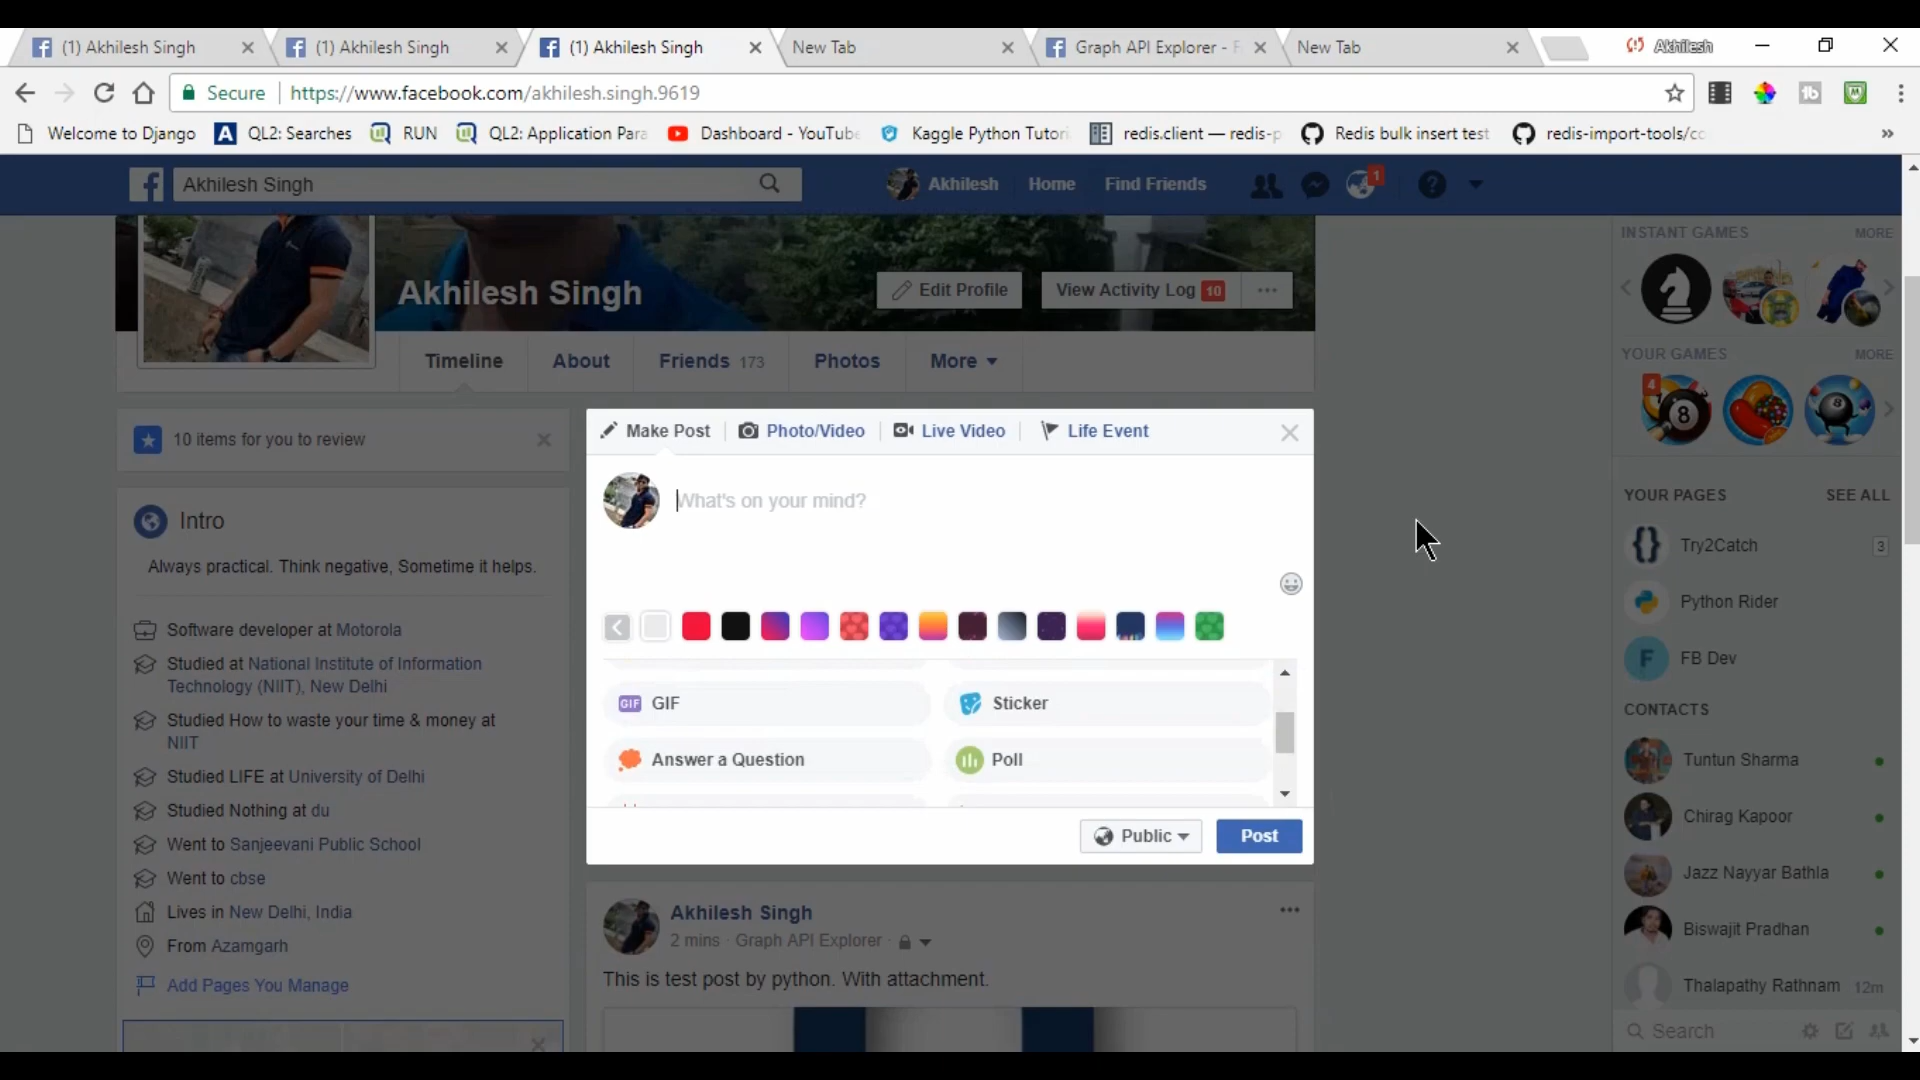 (1) Akhilesh Singh
(1) Akhilesh Singh
(1) Akhilesh Singh
New Tab
Graph API Explorer - F
New Tab
Akhilesh
Secure
https://www.facebook.com/akhilesh.singh.9619
Welcome to Django
QL2: Searches
RUN
QL2: Application Para
Dashboard - YouTube
Kaggle Python Tutori
redis.client — redis-p
Redis bulk insert test
redis-import-tools/cc
Akhilesh Singh
Akhilesh
Home
Find Friends
1
Akhilesh Singh
Edit Profile
View Activity Log 10
Timeline
About
Friends 173
Photos
More
INSTANT GAMES
MORE
YOUR GAMES
MORE
4
8
8
10 items for you to review
Intro
Always practical. Think negative, Sometime it helps.
Software developer at Motorola
Studied at National Institute of Information
Technology (NIIT), New Delhi
Studied How to waste your time & money at
NIIT
Studied LIFE at University of Delhi
Studied Nothing at du
Went to Sanjeevani Public School
Went to cbse
Lives in New Delhi, India
From Azamgarh
Add Pages You Manage
Make Post
Photo/Video
Live Video
Life Event
What's on your mind?
GIF GIF
Sticker
Answer a Question
Poll
Public
Post
Akhilesh Singh
2 mins · Graph API Explorer ·
This is test post by python. With attachment.
YOUR PAGES
SEE ALL
Try2Catch
3
Python Rider
F FB Dev
CONTACTS
Tuntun Sharma
Chirag Kapoor
Jazz Nayyar Bathla
Biswajit Pradhan
Thalapathy Rathnam 12m
Search